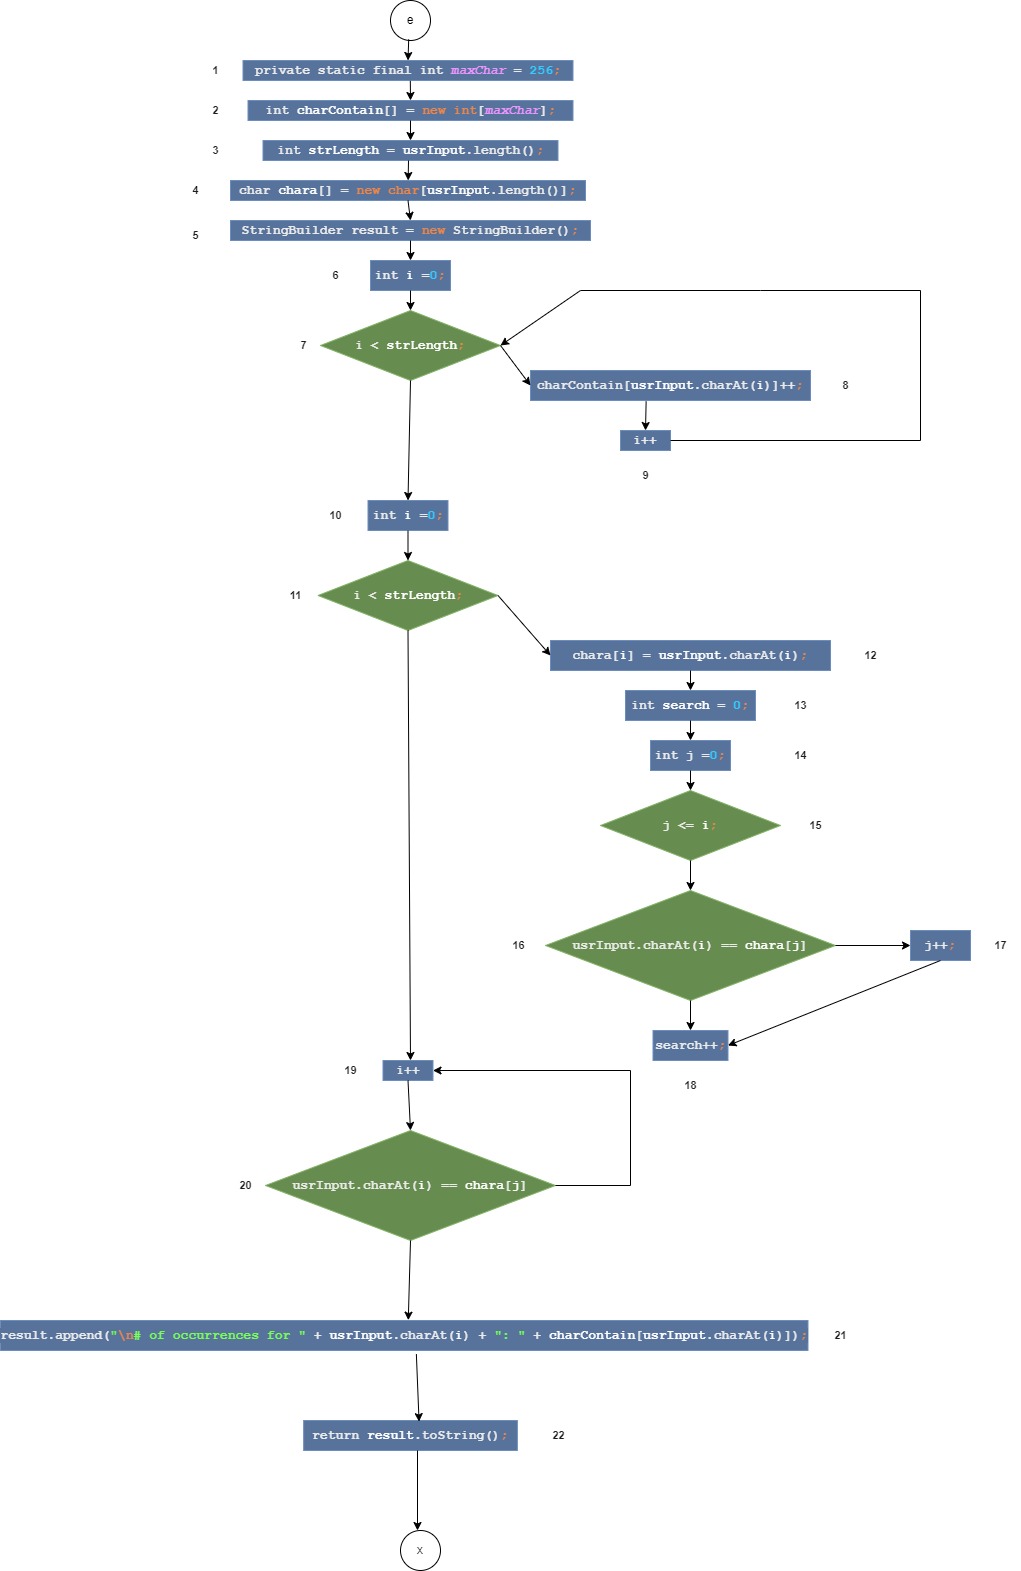 e
1 private static final int maxChar = 256;
2 int charContain[] = new int[maxChar];
3 int strLength = usrInput.length();
4 char chara[] = new char[usrInput.length()];
5 StringBuilder result = new StringBuilder();
6 int i =0;
7 i < strLength;
charContain[usrInput.charAt(i)]++; 8
i++
9
10 int i =0;
11 i < strLength;
chara[i] = usrInput.charAt(i); 12
int search = 0; 13
int j =0; 14
j <= i; 15
16 usrInput.charAt(i) == chara[j]
j++; 17
search++;
18
19 i++
20 usrInput.charAt(i) == chara[j]
result.append("\n# of occurrences for " + usrInput.charAt(i) + ": " + charContain[usrInput.charAt(i)]); 21
return result.toString(); 22
x